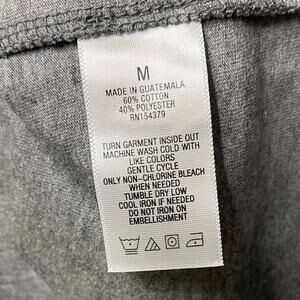 M
MADE IN GUATEMALA
60% COTTON
40% POLYESTER
RN154379
TURN GARMENT INSIDE OUT
MACHINE WASH COLD WITH
LIKE COLORS
GENTLE CYCLE
ONLY NON-CHLORINE BLEACH
WHEN NEEDED
TUMBLE DRY LOW
COOL IRON IF NEEDED
DO NOT IRON ON
EMBELLISHMENT